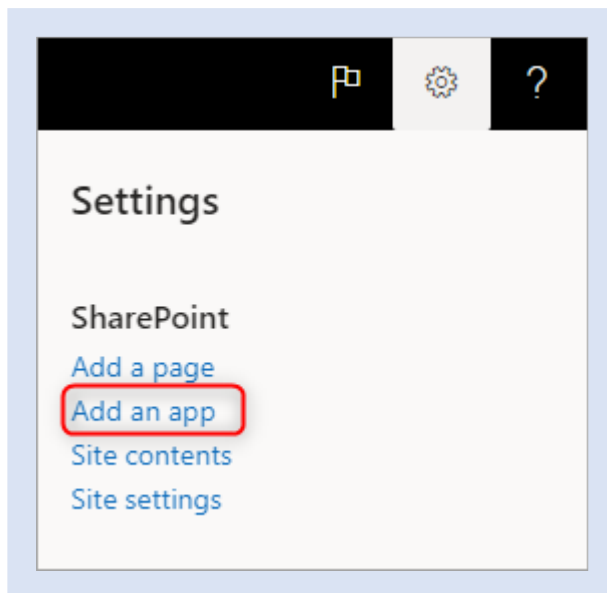 ?
Settings
SharePoint
Add a page
Add an app
Site contents
Site settings